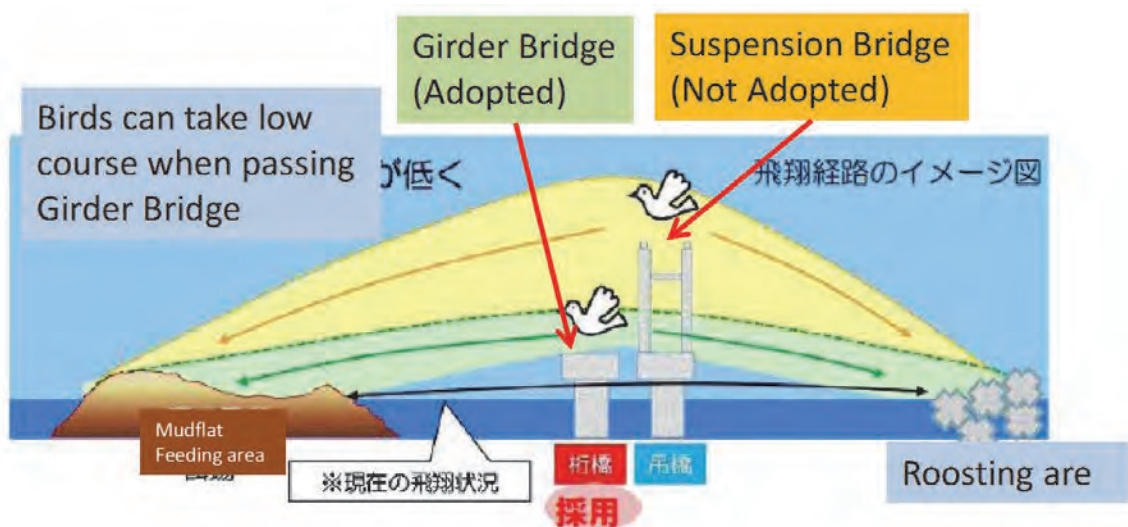 Girder Bridge
(Adopted)
Suspension Bridge
(Not Adopted)
Birds can take low
course when passing
Girder Bridge
が低く
飛翔経路のイメージ図
Mudflat
Feeding area
※現在の飛翔状況
桁橋
吊橋
採用
Roosting are